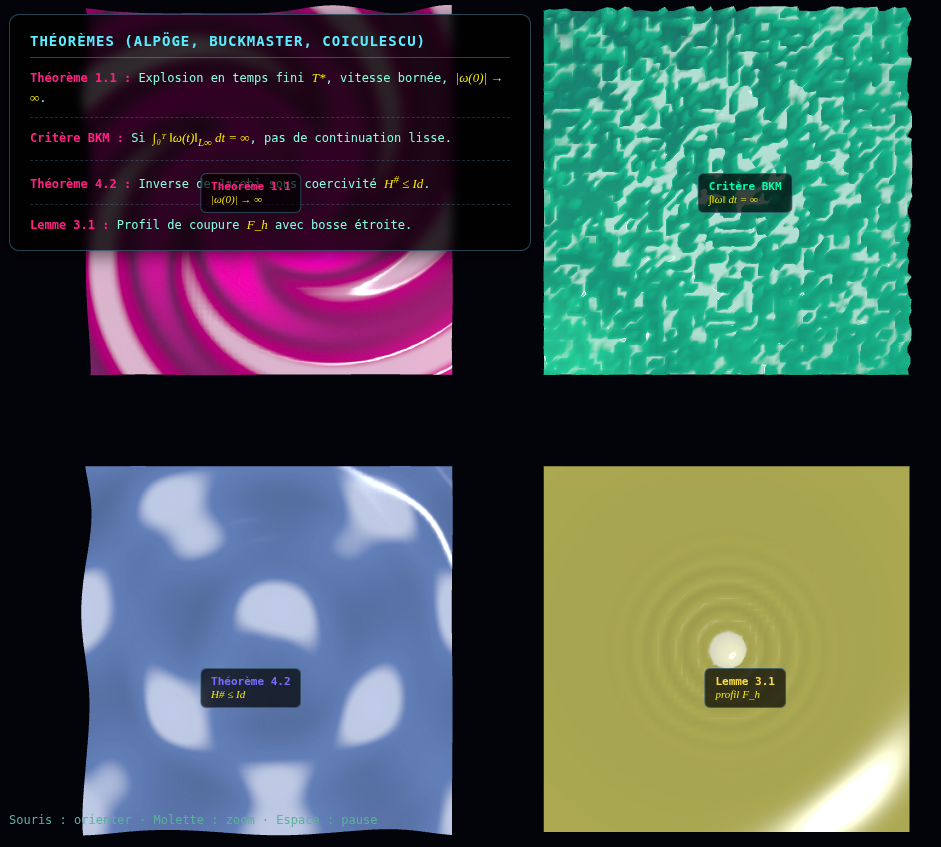 THÉORÈMES (ALPÖGE, BUCKMASTER, COICULESCU)
Théorème 1.1 : Explosion en temps fini T*, vitesse bornée, |ω(0)| →
∞.
Critère BKM : Si ∫₀ᵀ ‖ω(t)‖L∞ dt = ∞, pas de continuation lisse.
Théorème 4.2 : Inverse de Jacobi sous coercivité H# ≤ Id.
Lemme 3.1 : Profil de coupure F_h avec bosse étroite.
Théorème 1.1
|ω(0)| → ∞
Critère BKM
∫‖ω‖ dt = ∞
Théorème 4.2
H# ≤ Id
Lemme 3.1
profil F_h
Souris : orienter · Molette : zoom · Espace : pause